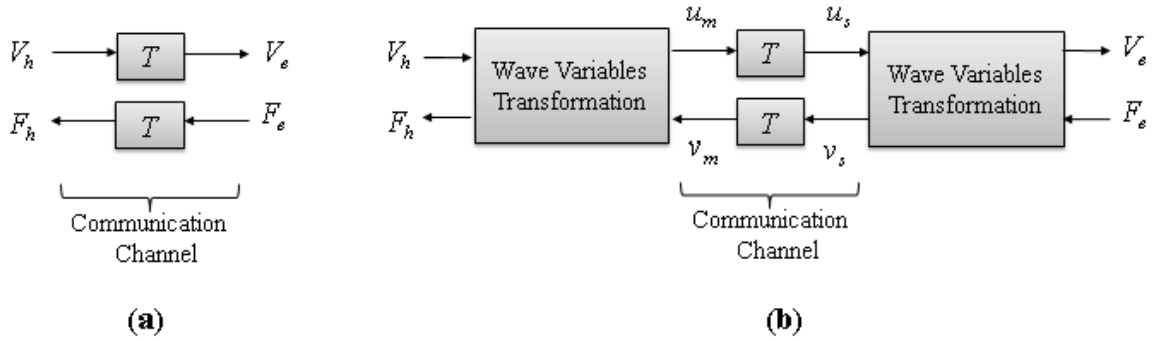 V_h T V_e
F_h T F_e
Communication
Channel
(a)
u_m u_s
V_h T V_e
Wave Variables
Transformation
Wave Variables
Transformation
F_h T F_e
v_m v_s
Communication
Channel
(b)